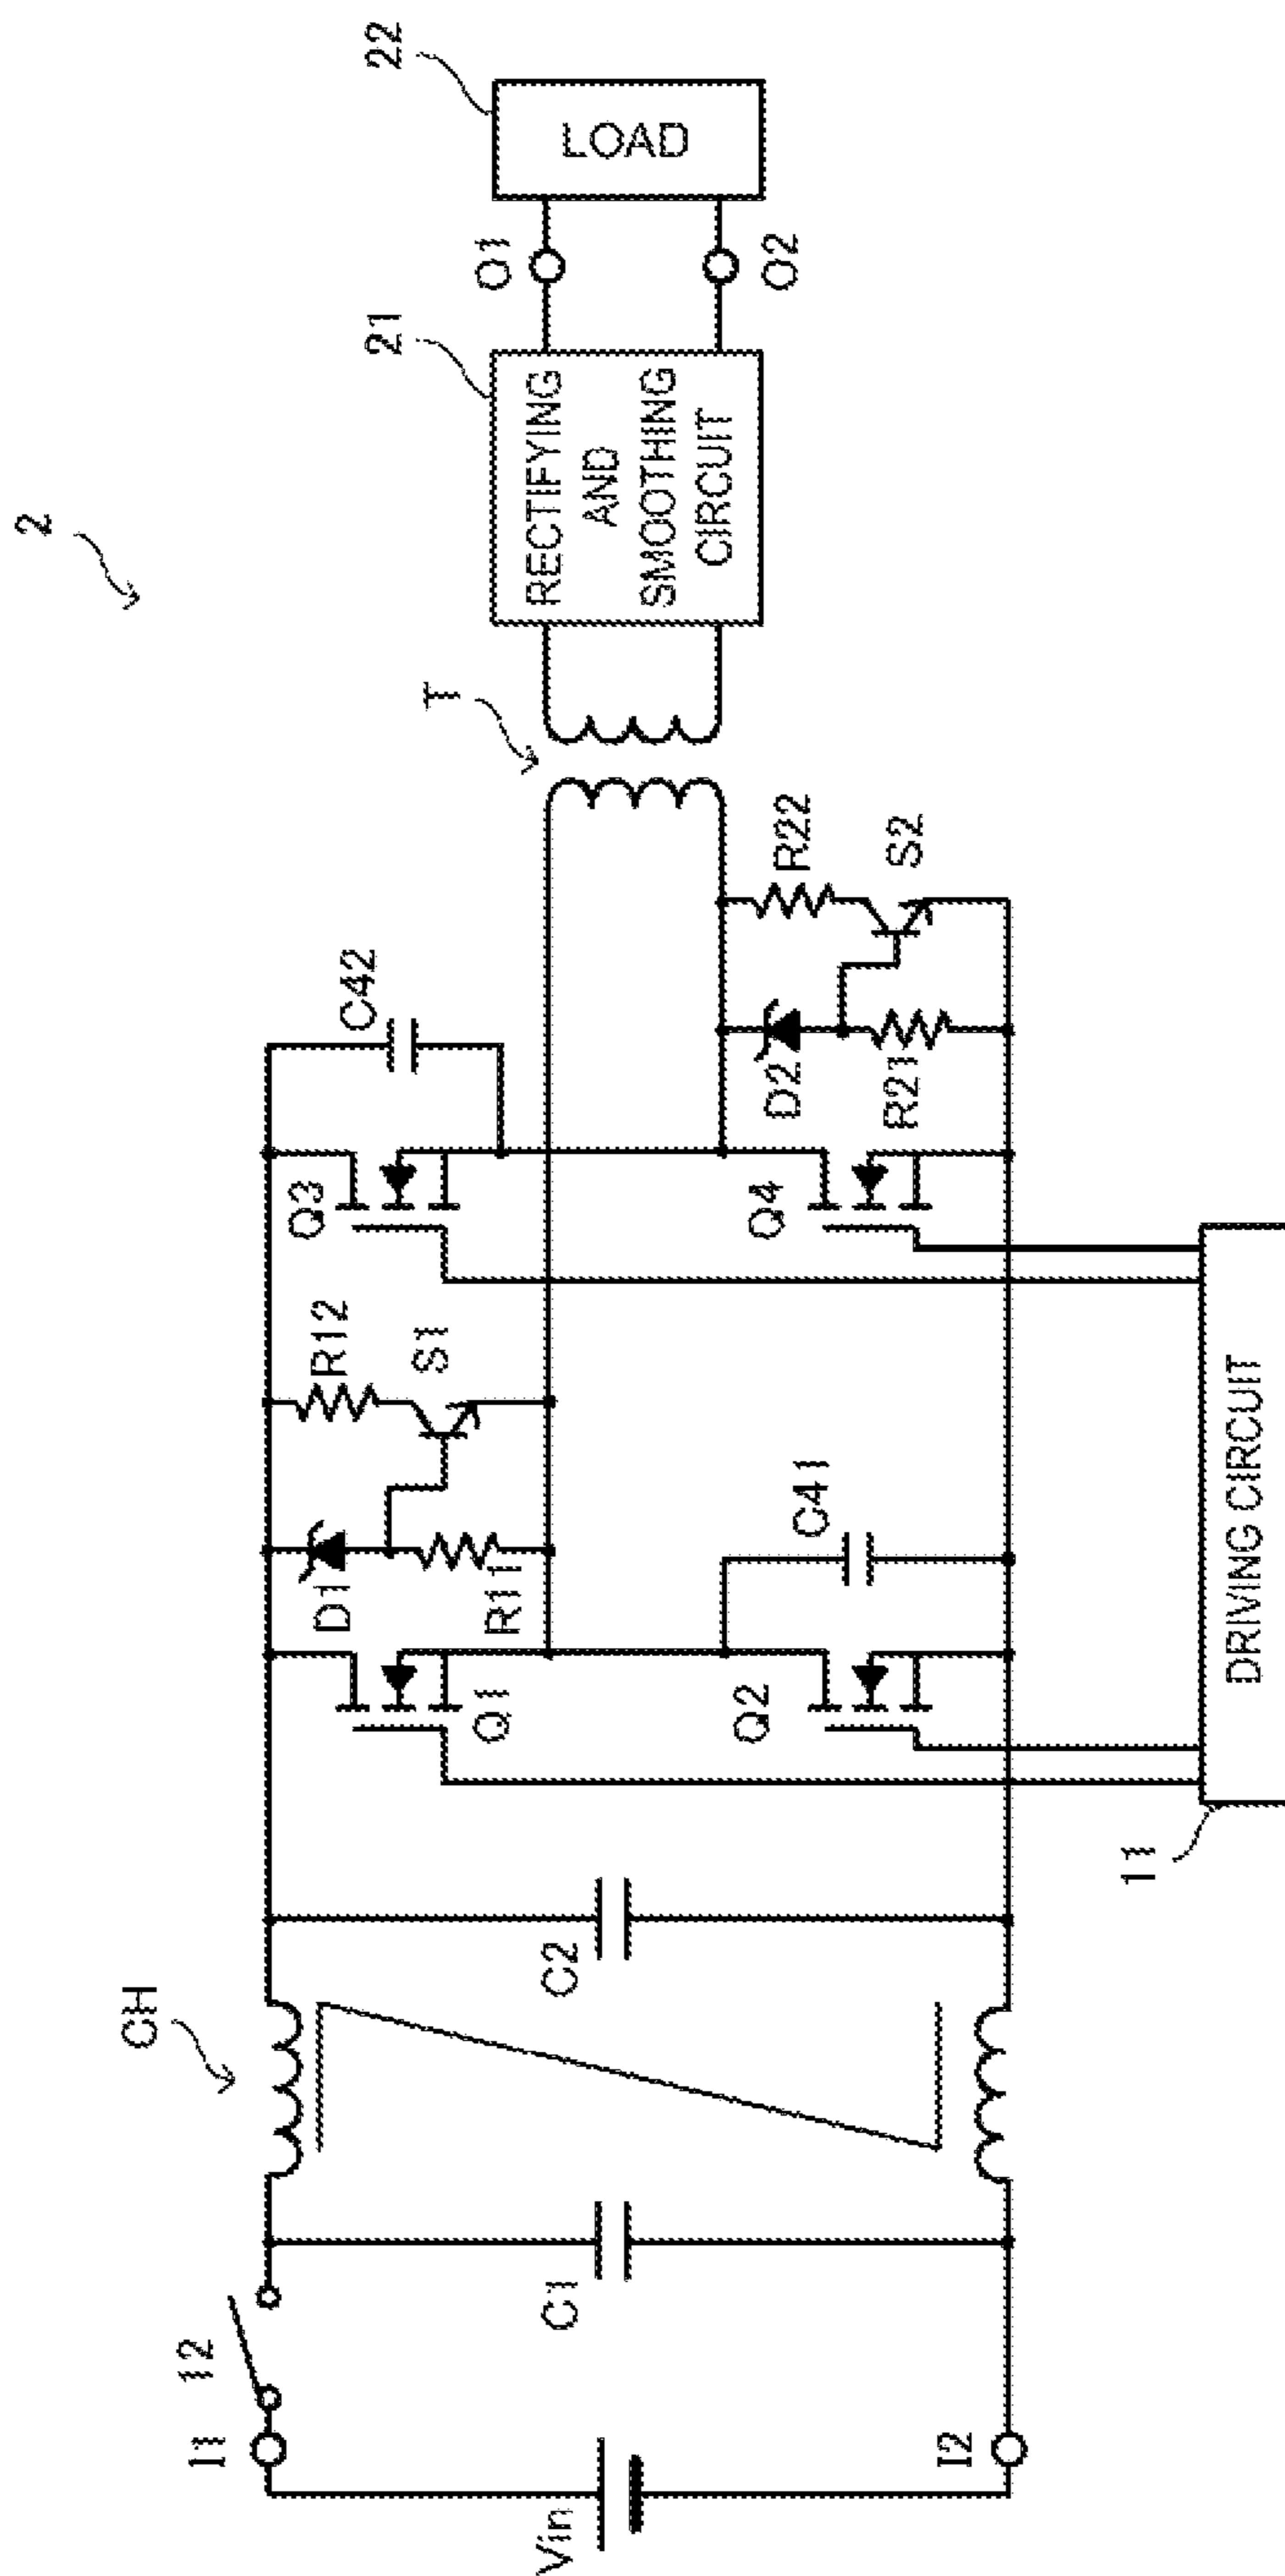 2
Vin
I1
12
I2
C1
CH
C2
11
DRIVING CIRCUIT
Q1
Q2
D1
R11
R12
S1
C41
Q3
Q4
C42
D2
R21
R22
S2
T
21
RECTIFYING
AND
SMOOTHING
CIRCUIT
O1
O2
22
LOAD